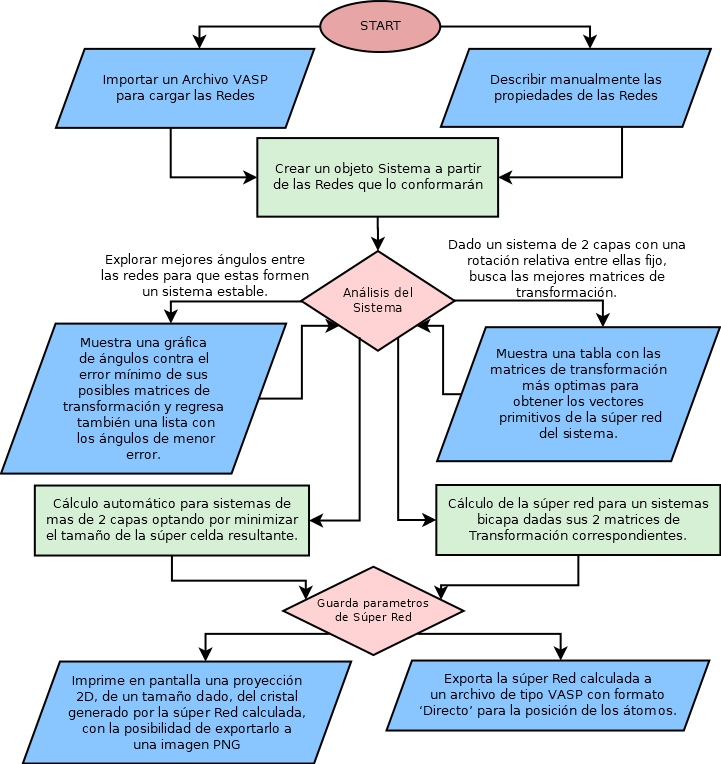 START
Importar un Archivo VASP
para cargar las Redes
Describir manualmente las
propiedades de las Redes
Crear un objeto Sistema a partir
de las Redes que lo conformarán
Explorar mejores ángulos entre
las redes para que estas formen
un sistema estable.
Dado un sistema de 2 capas con una
rotación relativa entre ellas fijo,
busca las mejores matrices de
transformación.
Análisis del
Sistema
Muestra una gráfica
de ángulos contra el
error mínimo de sus
posibles matrices de
transformación y regresa
también una lista con
los ángulos de menor
error.
Muestra una tabla con las
matrices de transformación
más optimas para
obtener los vectores
primitivos de la súper red
del sistema.
Cálculo automático para sistemas de
mas de 2 capas optando por minimizar
el tamaño de la súper celda resultante.
Cálculo de la súper red para un sistemas
bicapa dadas sus 2 matrices de
Transformación correspondientes.
Guarda parametros
de Súper Red
Imprime en pantalla una proyección
2D, de un tamaño dado, del cristal
generado por la súper Red calculada,
con la posibilidad de exportarlo a
una imagen PNG
Exporta la súper Red calculada a
un archivo de tipo VASP con formato
‘Directo’ para la posición de los átomos.